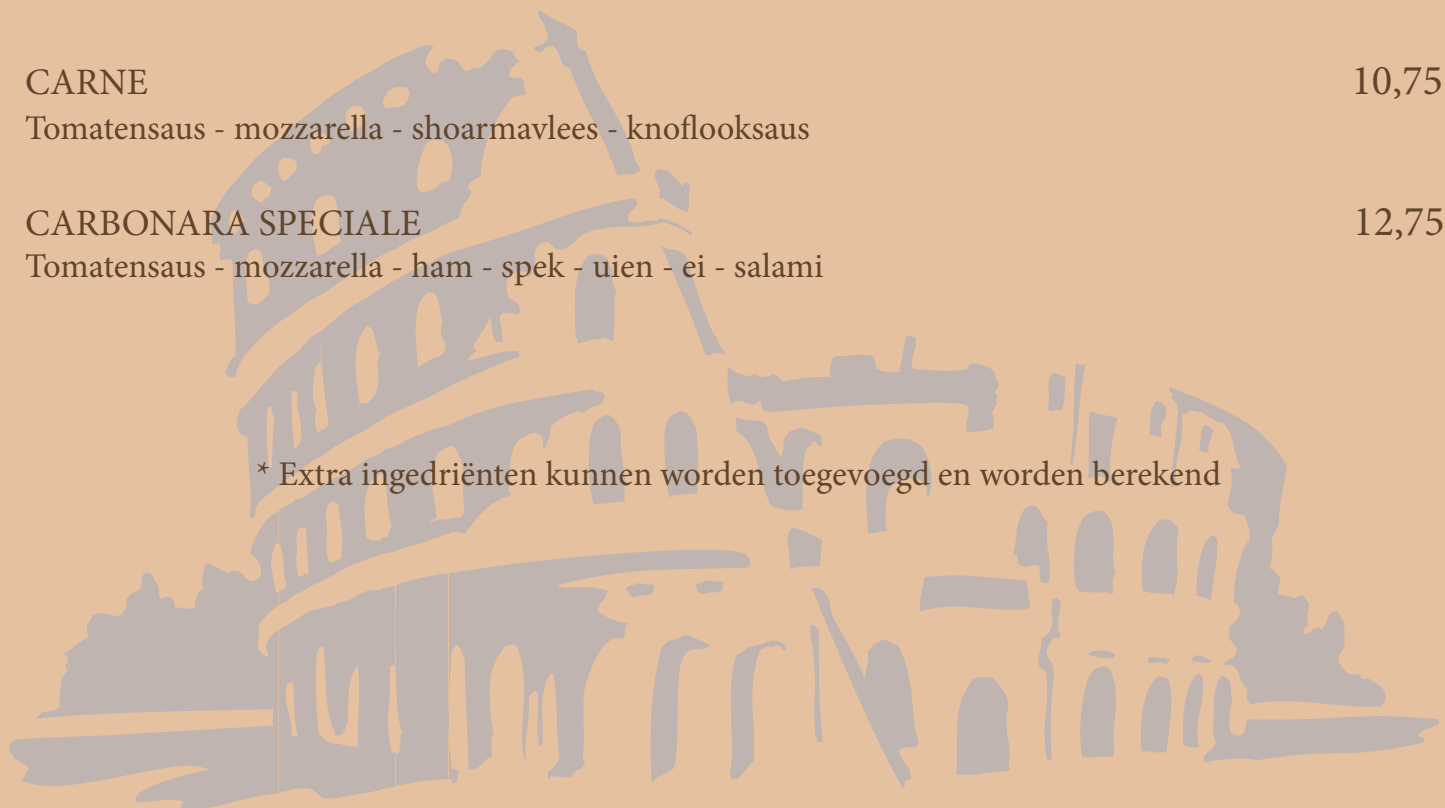 CARNE 10,75
Tomatensaus - mozzarella - shoarmavlees - knoflooksaus
CARBONARA SPECIALE 12,75
Tomatensaus - mozzarella - ham - spek - uien - ei - salami
* Extra ingedriënten kunnen worden toegevoegd en worden berekend